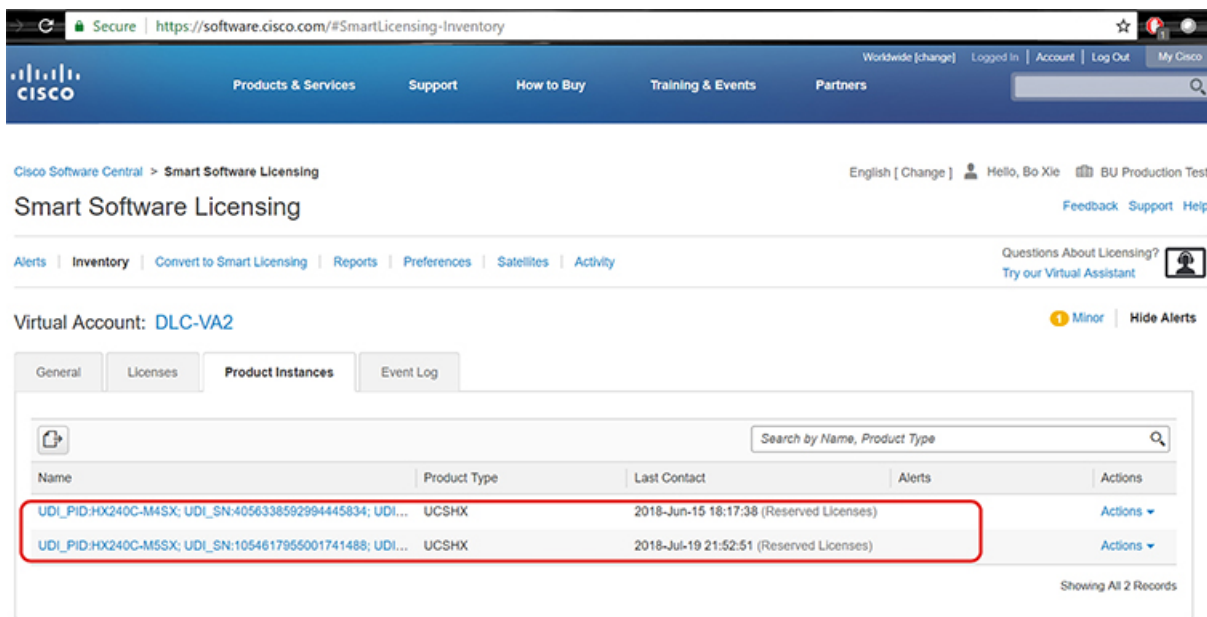 Secure https://software.cisco.com/#SmartLicensing-Inventory
Worldwide [change] Logged In Account Log Out My Cisco
CISCO Products & Services Support How to Buy Training & Events Partners
Cisco Software Central > Smart Software Licensing English [ Change ] Hello, Bo Xie BU Production Test
Smart Software Licensing Feedback Support Help
Alerts Inventory Convert to Smart Licensing Reports Preferences Satellites Activity Questions About Licensing?
Try our Virtual Assistant
Virtual Account: DLC-VA2 1 Minor Hide Alerts
General Licenses Product Instances Event Log
Search by Name, Product Type
Name Product Type Last Contact Alerts Actions
UDI_PID:HX240C-M4SX; UDI_SN:4056338592994445834; UDI... UCSHX 2018-Jun-15 18:17:38 (Reserved Licenses) Actions
UDI_PID:HX240C-M5SX; UDI_SN:1054617955001741488; UDI... UCSHX 2018-Jul-19 21:52:51 (Reserved Licenses) Actions
Showing All 2 Records